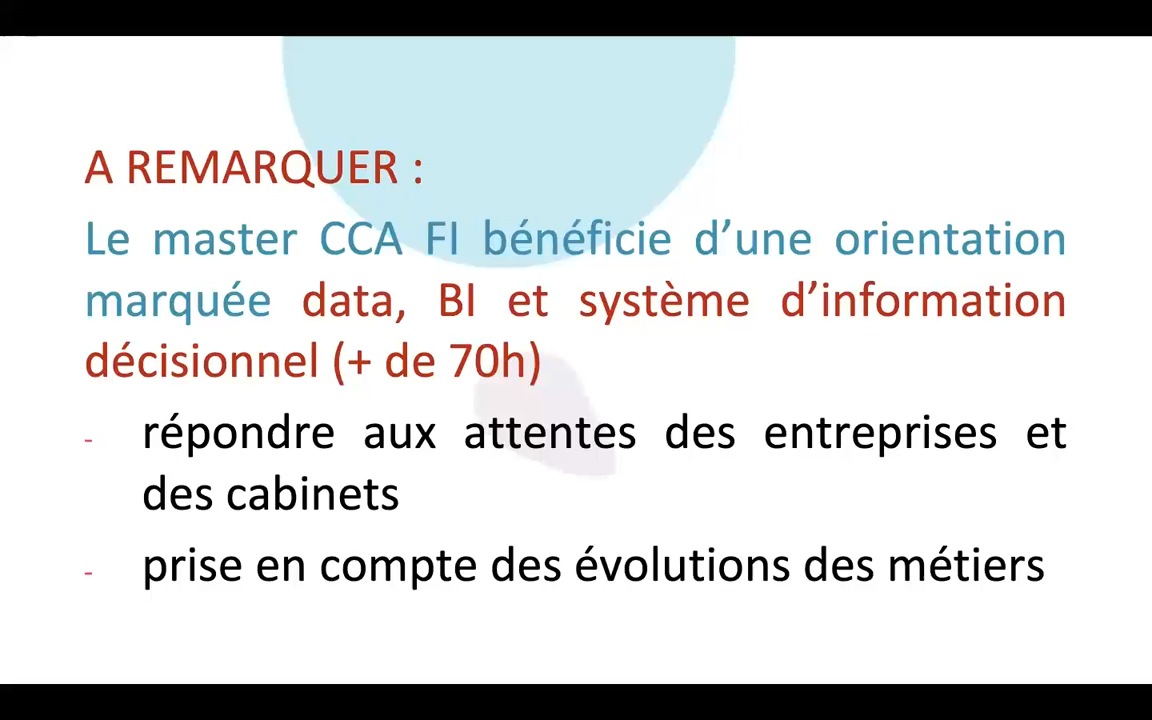 A REMARQUER :
Le master CCA FI bénéficie d’une orientation
marquée data, BI et système d’information
décisionnel (+ de 70h)
- répondre aux attentes des entreprises et
des cabinets
- prise en compte des évolutions des métiers